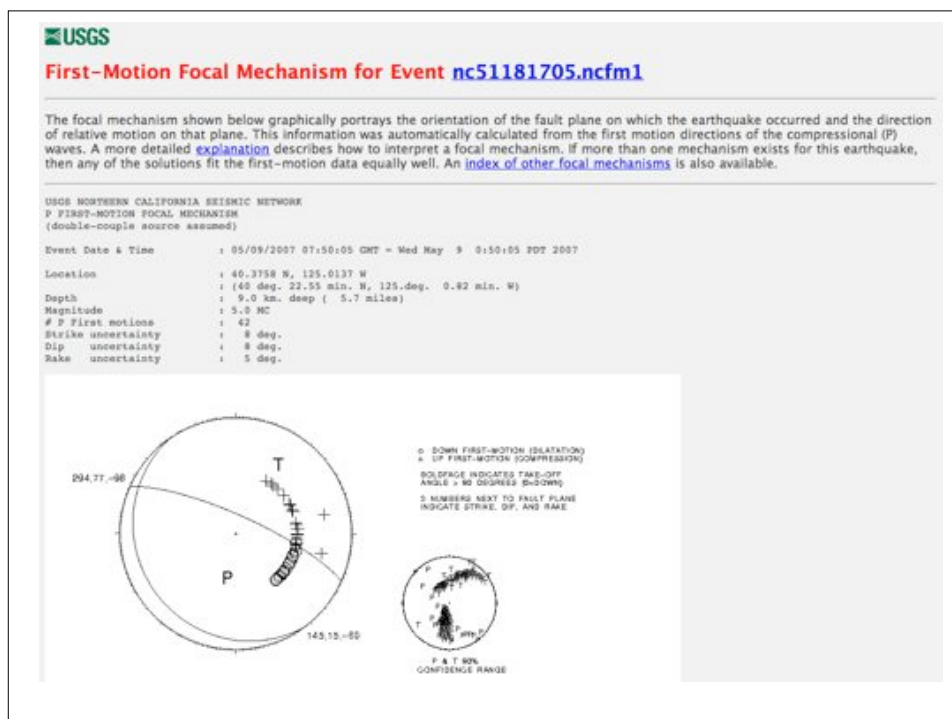 USGS
First-Motion Focal Mechanism for Event nc51181705.ncfm1
The focal mechanism shown below graphically portrays the orientation of the fault plane on which the earthquake occurred and the direction
of relative motion on that plane. This information was automatically calculated from the first motion directions of the compressional (P)
waves. A more detailed explanation describes how to interpret a focal mechanism. If more than one mechanism exists for this earthquake,
then any of the solutions fit the first-motion data equally well. An index of other focal mechanisms is also available.
USGS NORTHERN CALIFORNIA SEISMIC NETWORK
P FIRST-MOTION FOCAL MECHANISM
(double-couple source assumed)
Event Date & Time : 05/09/2007 07:50:05 GMT = Wed May 9 0:50:05 PDT 2007
Location : 40.3758 N, 125.0137 W
: (40 deg. 22.55 min. N, 125.deg. 0.82 min. W)
Depth : 9.0 km. deep ( 5.7 miles)
Magnitude : 5.0 MC
# P First motions : 42
Strike uncertainty : 8 deg.
Dip uncertainty : 8 deg.
Rake uncertainty : 5 deg.
T
P
O DOWN FIRST-MOTION (DILATATION)
UP FIRST-MOTION (COMPRESSION)
BOLDFACE INDICATES TAKE-OFF
ANGLE > 90 DEGREES (0=DOWN)
3 NUMBERS NEXT TO FAULT PLANE
INDICATE STRIKE, DIP, AND RAKE
P & T 90%
CONFIDENCE RANGE